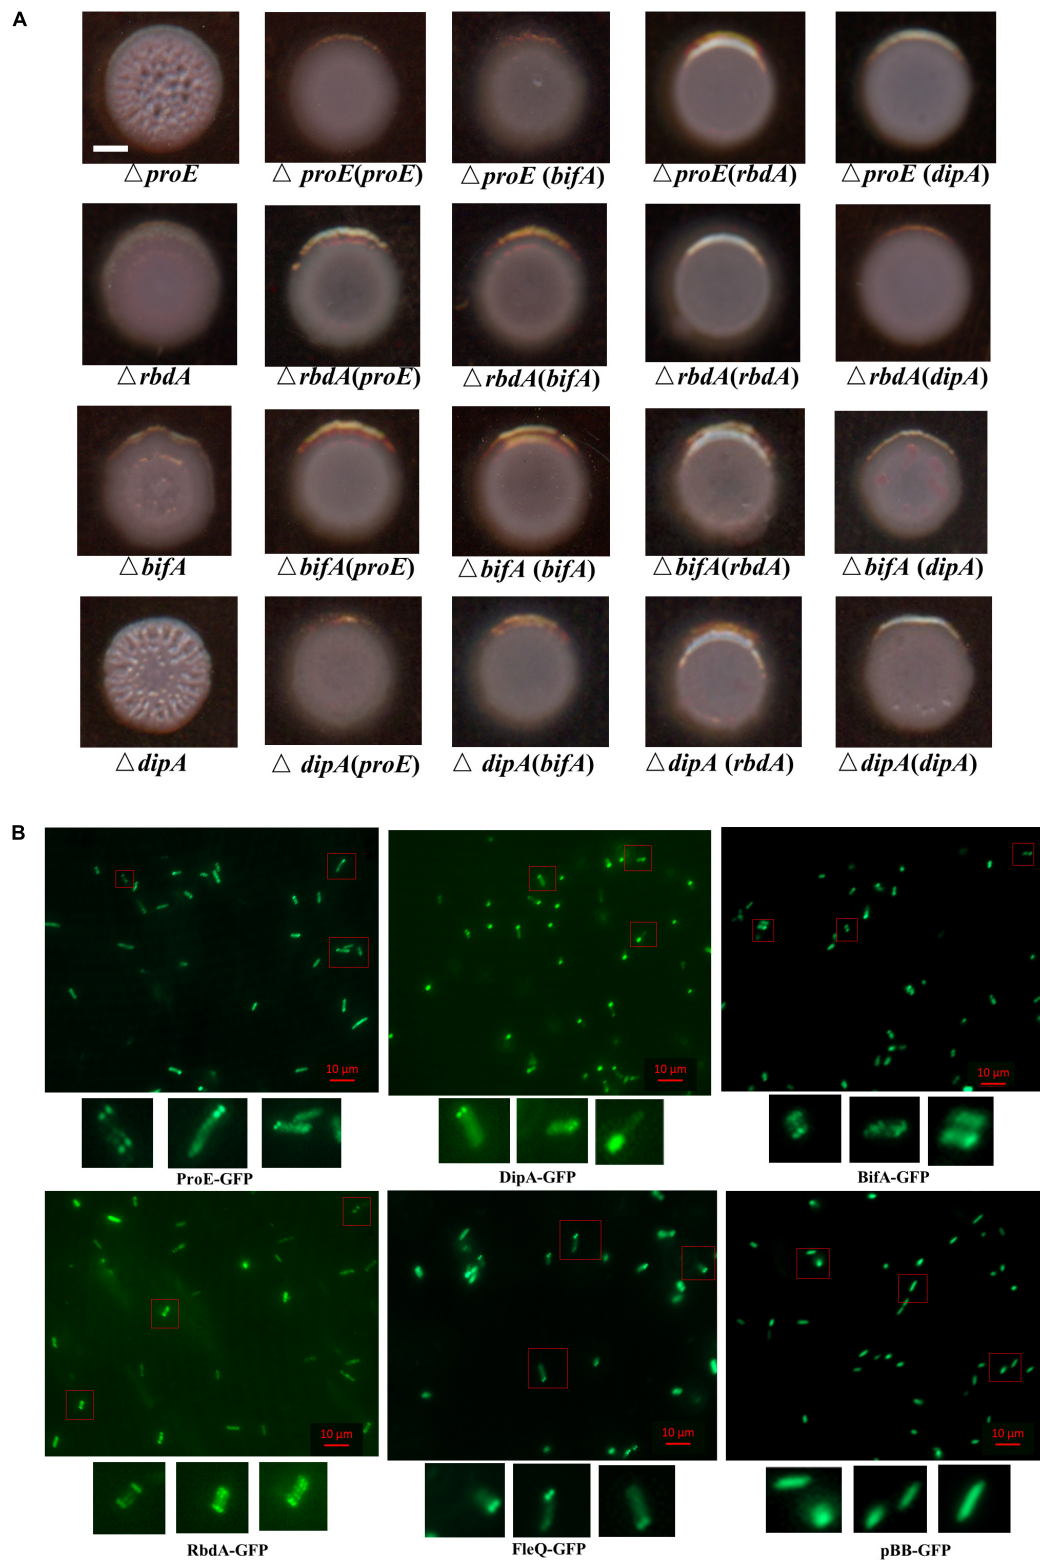 A
△proE
△ proE(proE)
△proE (bifA)
△proE(rbdA)
△proE (dipA)
△rbdA
△rbdA(proE)
△rbdA(bifA)
△rbdA(rbdA)
△rbdA(dipA)
△bifA
△bifA(proE)
△bifA (bifA)
△bifA(rbdA)
△bifA (dipA)
△dipA
△ dipA(proE)
△ dipA(bifA)
△dipA (rbdA)
△dipA(dipA)
B
10 µm
10 µm
10 µm
ProE-GFP
DipA-GFP
BifA-GFP
10 µm
10 µm
10 µm
RbdA-GFP
FleQ-GFP
pBB-GFP